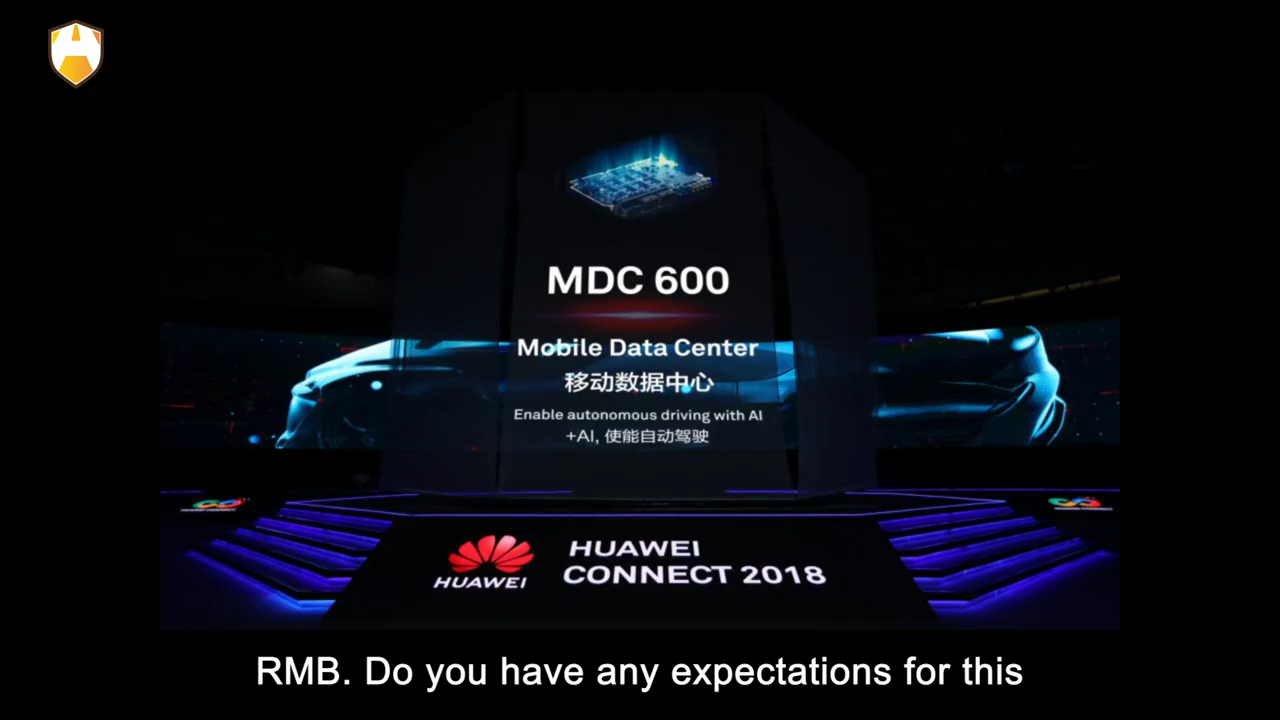 MDC 600
Mobile Data Center
移动数据中心
Enable autonomous driving with AI
+AI, 使能自动驾驶
HUAWEI
HUAWEI
CONNECT 2018
RMB. Do you have any expectations for this